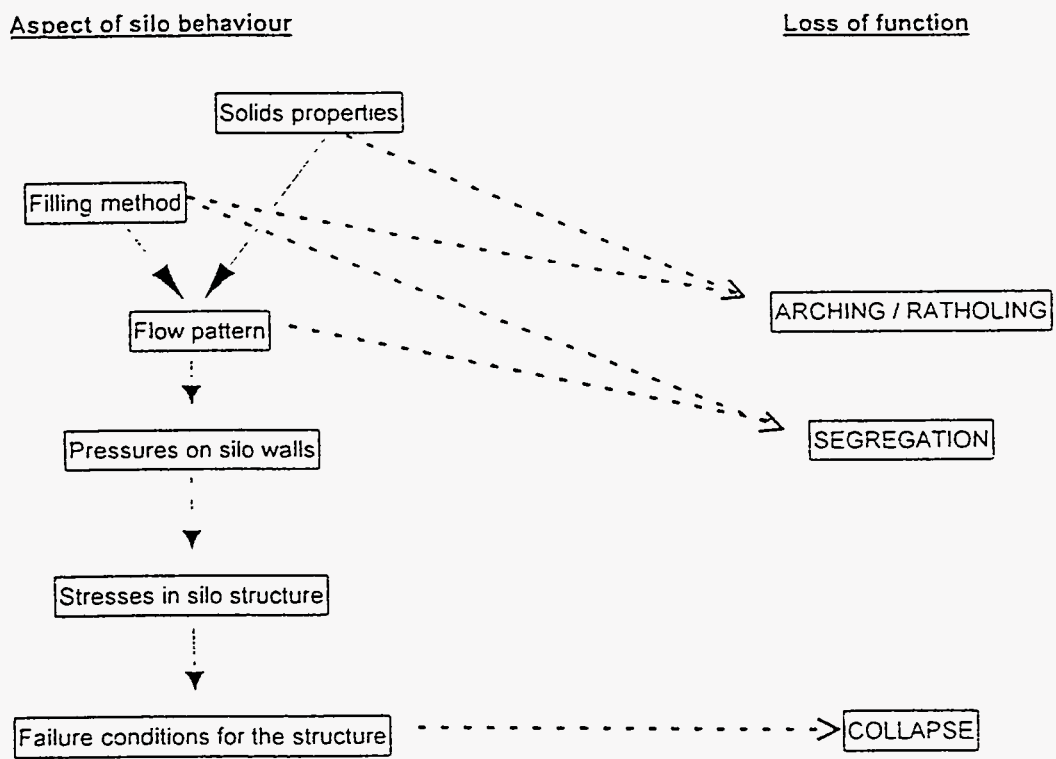 Aspect of silo behaviour
Loss of function
Solids properties
Filling method
ARCHING / RATHOLING
Flow pattern
SEGREGATION
Pressures on silo walls
Stresses in silo structure
Failure conditions for the structure
COLLAPSE